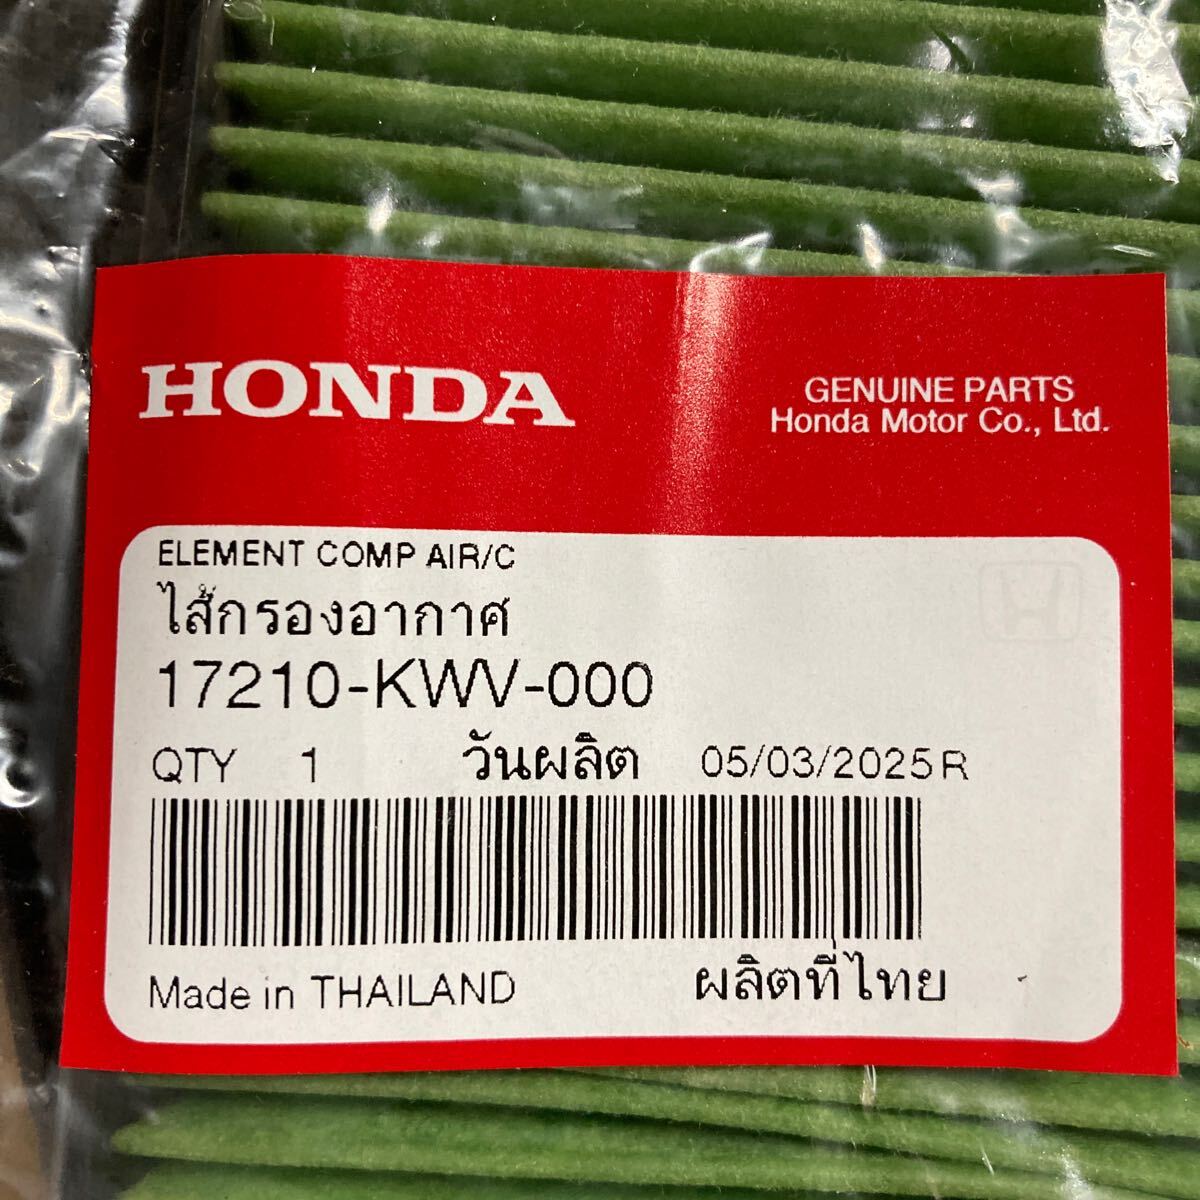 HONDA
GENUINE PARTS
Honda Motor Co., Ltd.
ELEMENT COMP AIR/C
ไส้กรองอากาศ
17210-KWV-000
QTY 1 วันผลิต 05/03/2025R
Made in THAILAND ผลิตที่ไทย